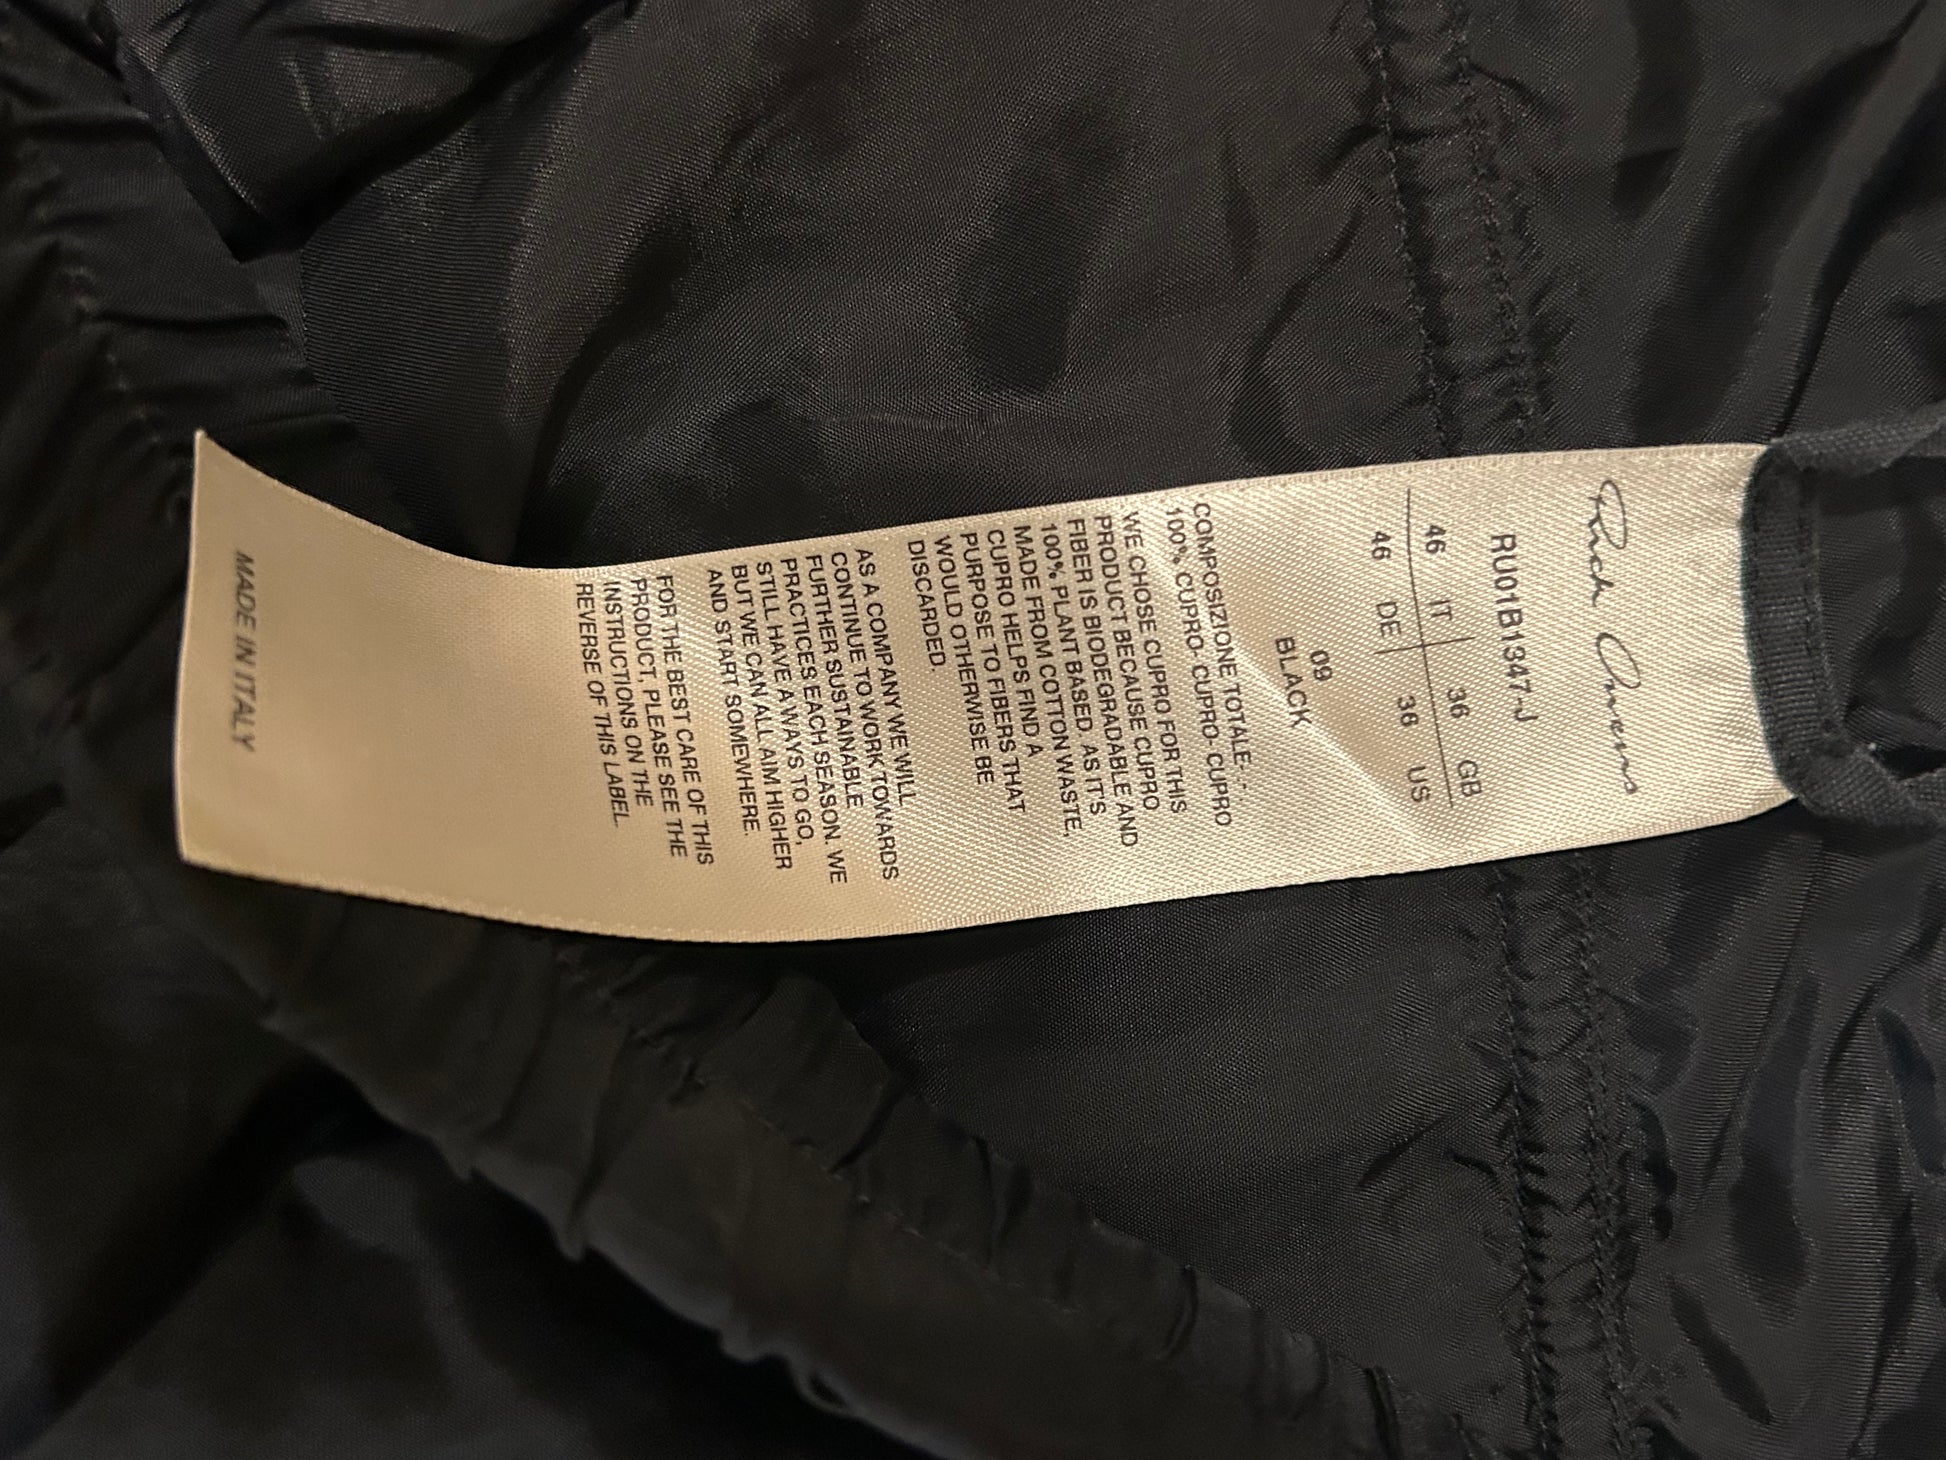 Rick Owens
RU01B1347-J
46 IT | 36 GB
46 DE | 36 US
09
BLACK
COMPOSIZIONE TOTALE- -
100% CUPRO- CUPRO- CUPRO- CUPRO
WE CHOSE CUPRO FOR THIS
PRODUCT BECAUSE CUPRO
FIBER IS BIODEGRADABLE AND
100% PLANT BASED. AS IT'S
MADE FROM COTTON WASTE,
CUPRO HELPS FIND A
PURPOSE TO FIBERS THAT
WOULD OTHERWISE BE
DISCARDED.
AS A COMPANY WE WILL
CONTINUE TO WORK TOWARDS
FURTHER SUSTAINABLE
PRACTICES EACH SEASON. WE
STILL HAVE A WAYS TO GO,
BUT WE CAN ALL AIM HIGHER
AND START SOMEWHERE.
FOR THE BEST CARE OF THIS
PRODUCT, PLEASE SEE THE
INSTRUCTIONS ON THE
REVERSE OF THIS LABEL.
MADE IN ITALY